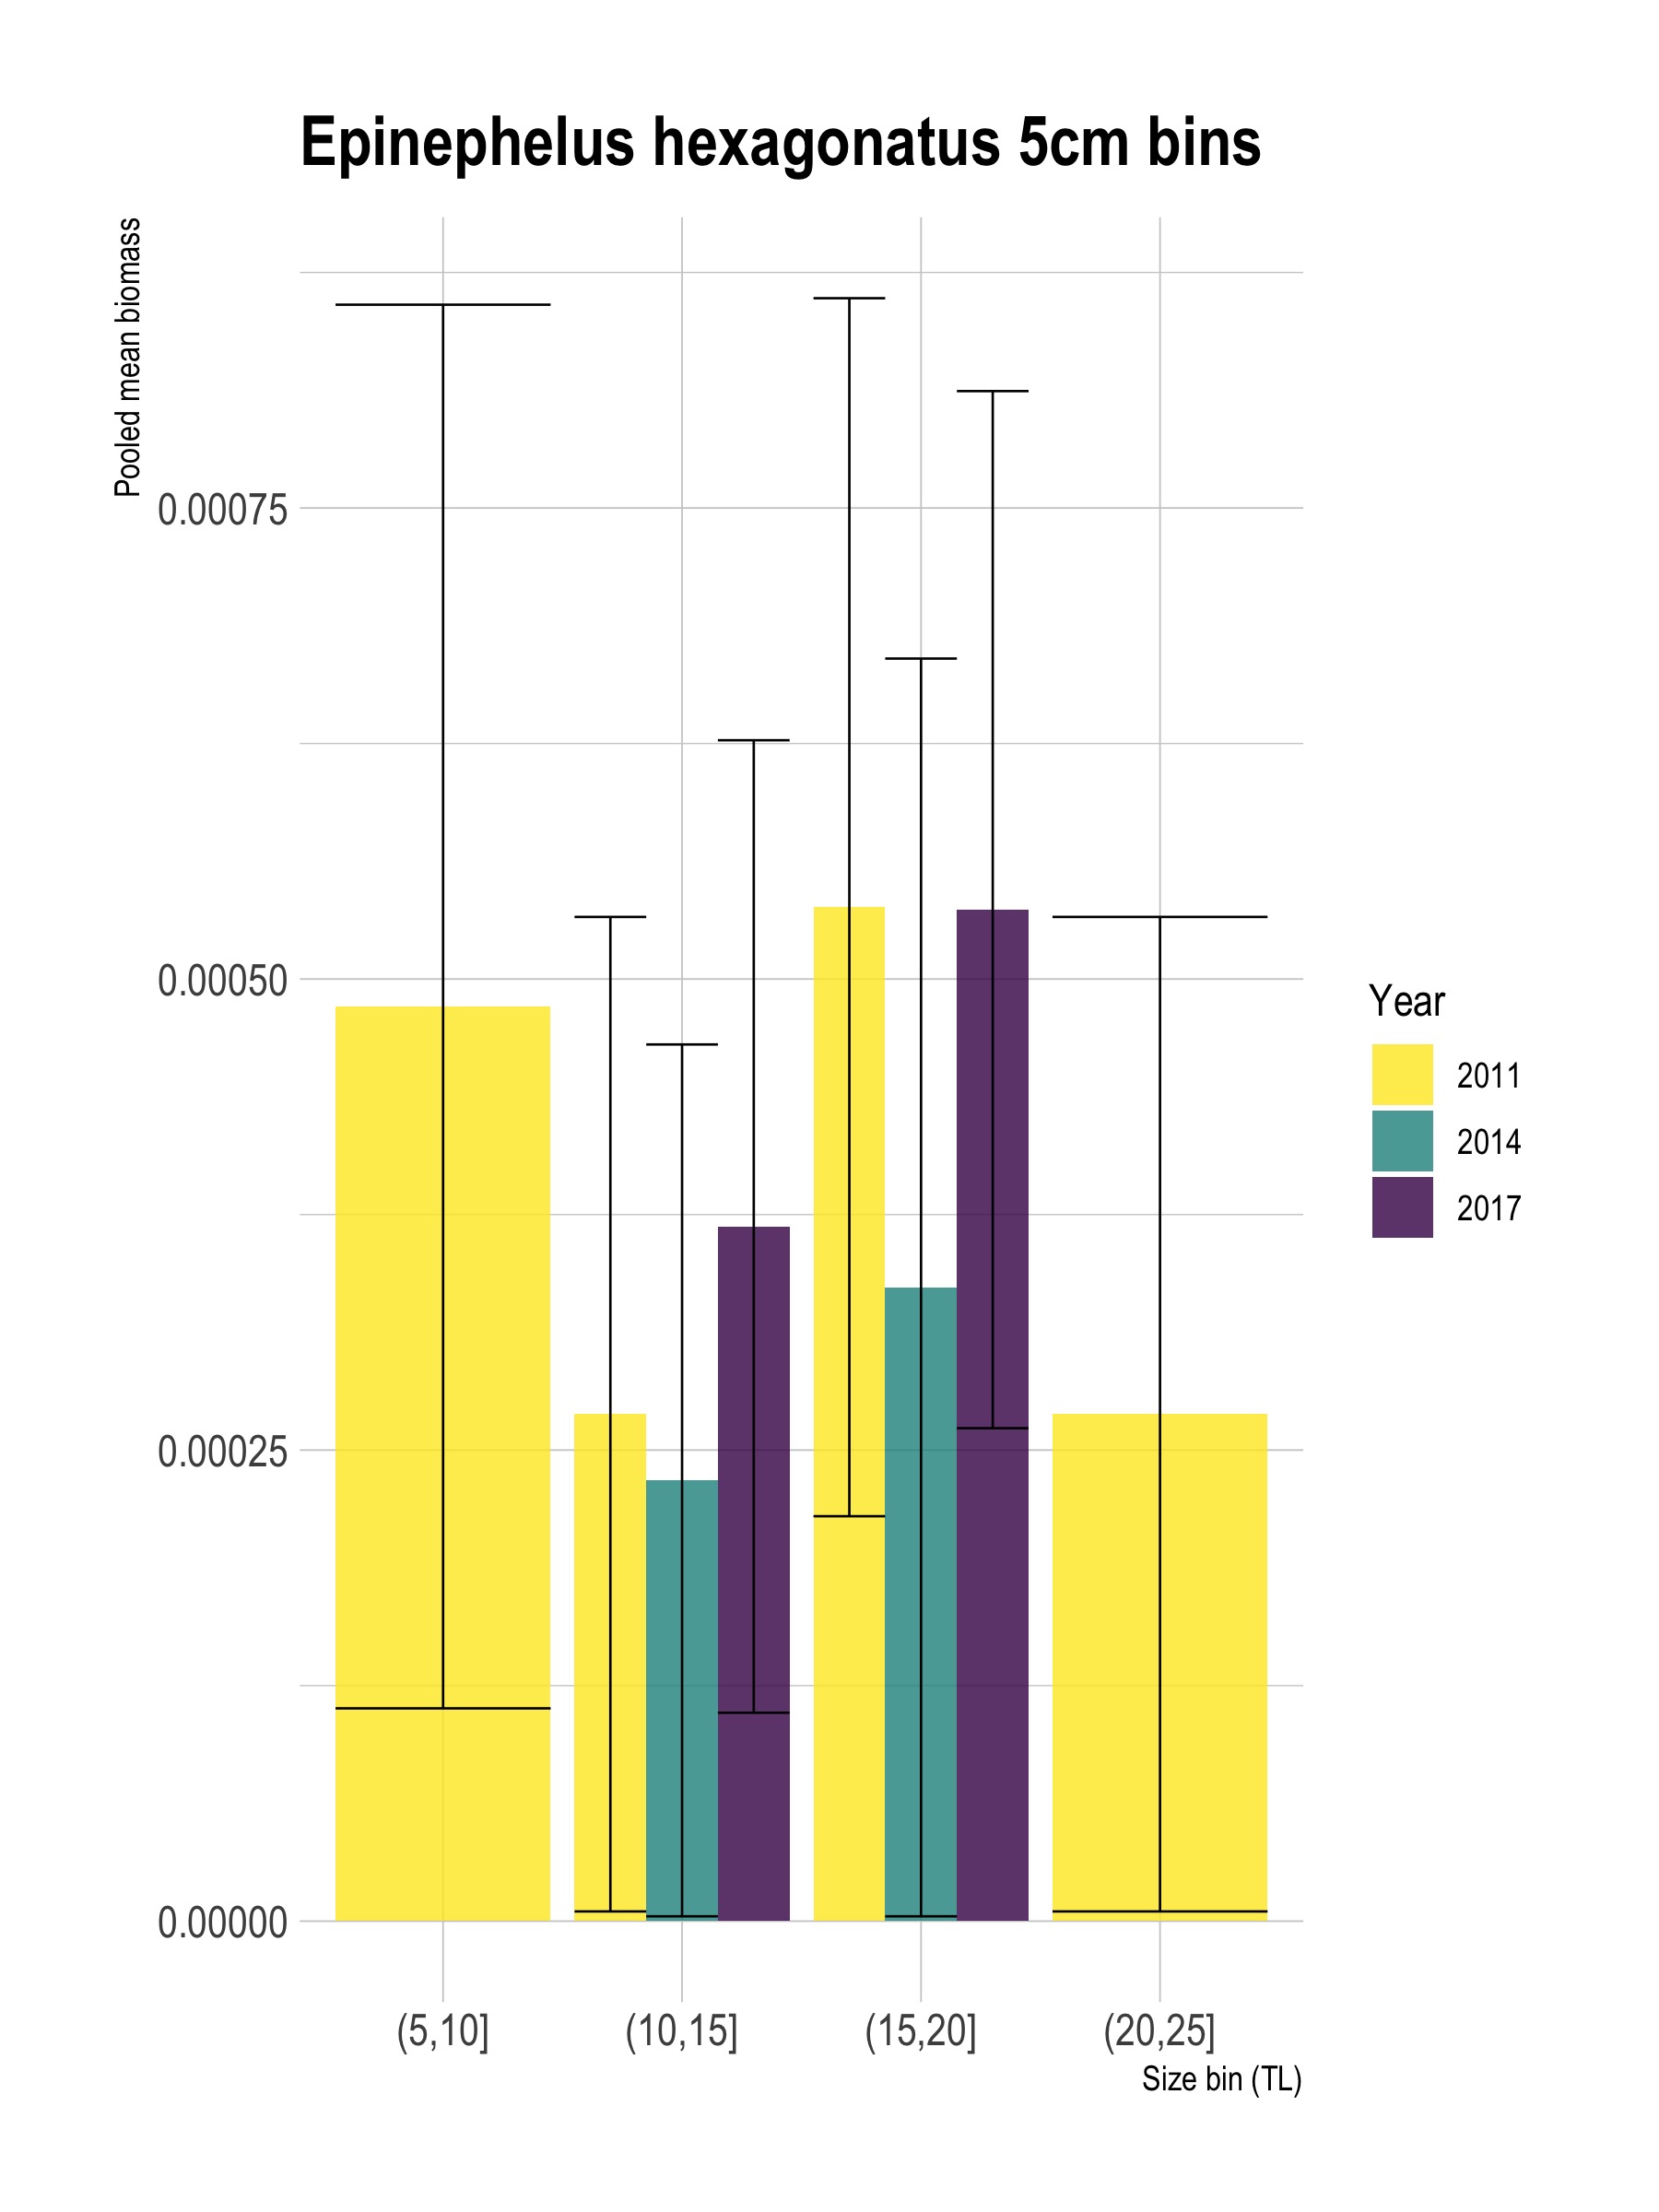 Epinephelus hexagonatus 5cm bins
Pooled mean biomass
0.00075
0.00050
0.00025
0.00000
(5,10]
(10,15]
(15,20]
(20,25]
Size bin (TL)
Year
2011
2014
2017